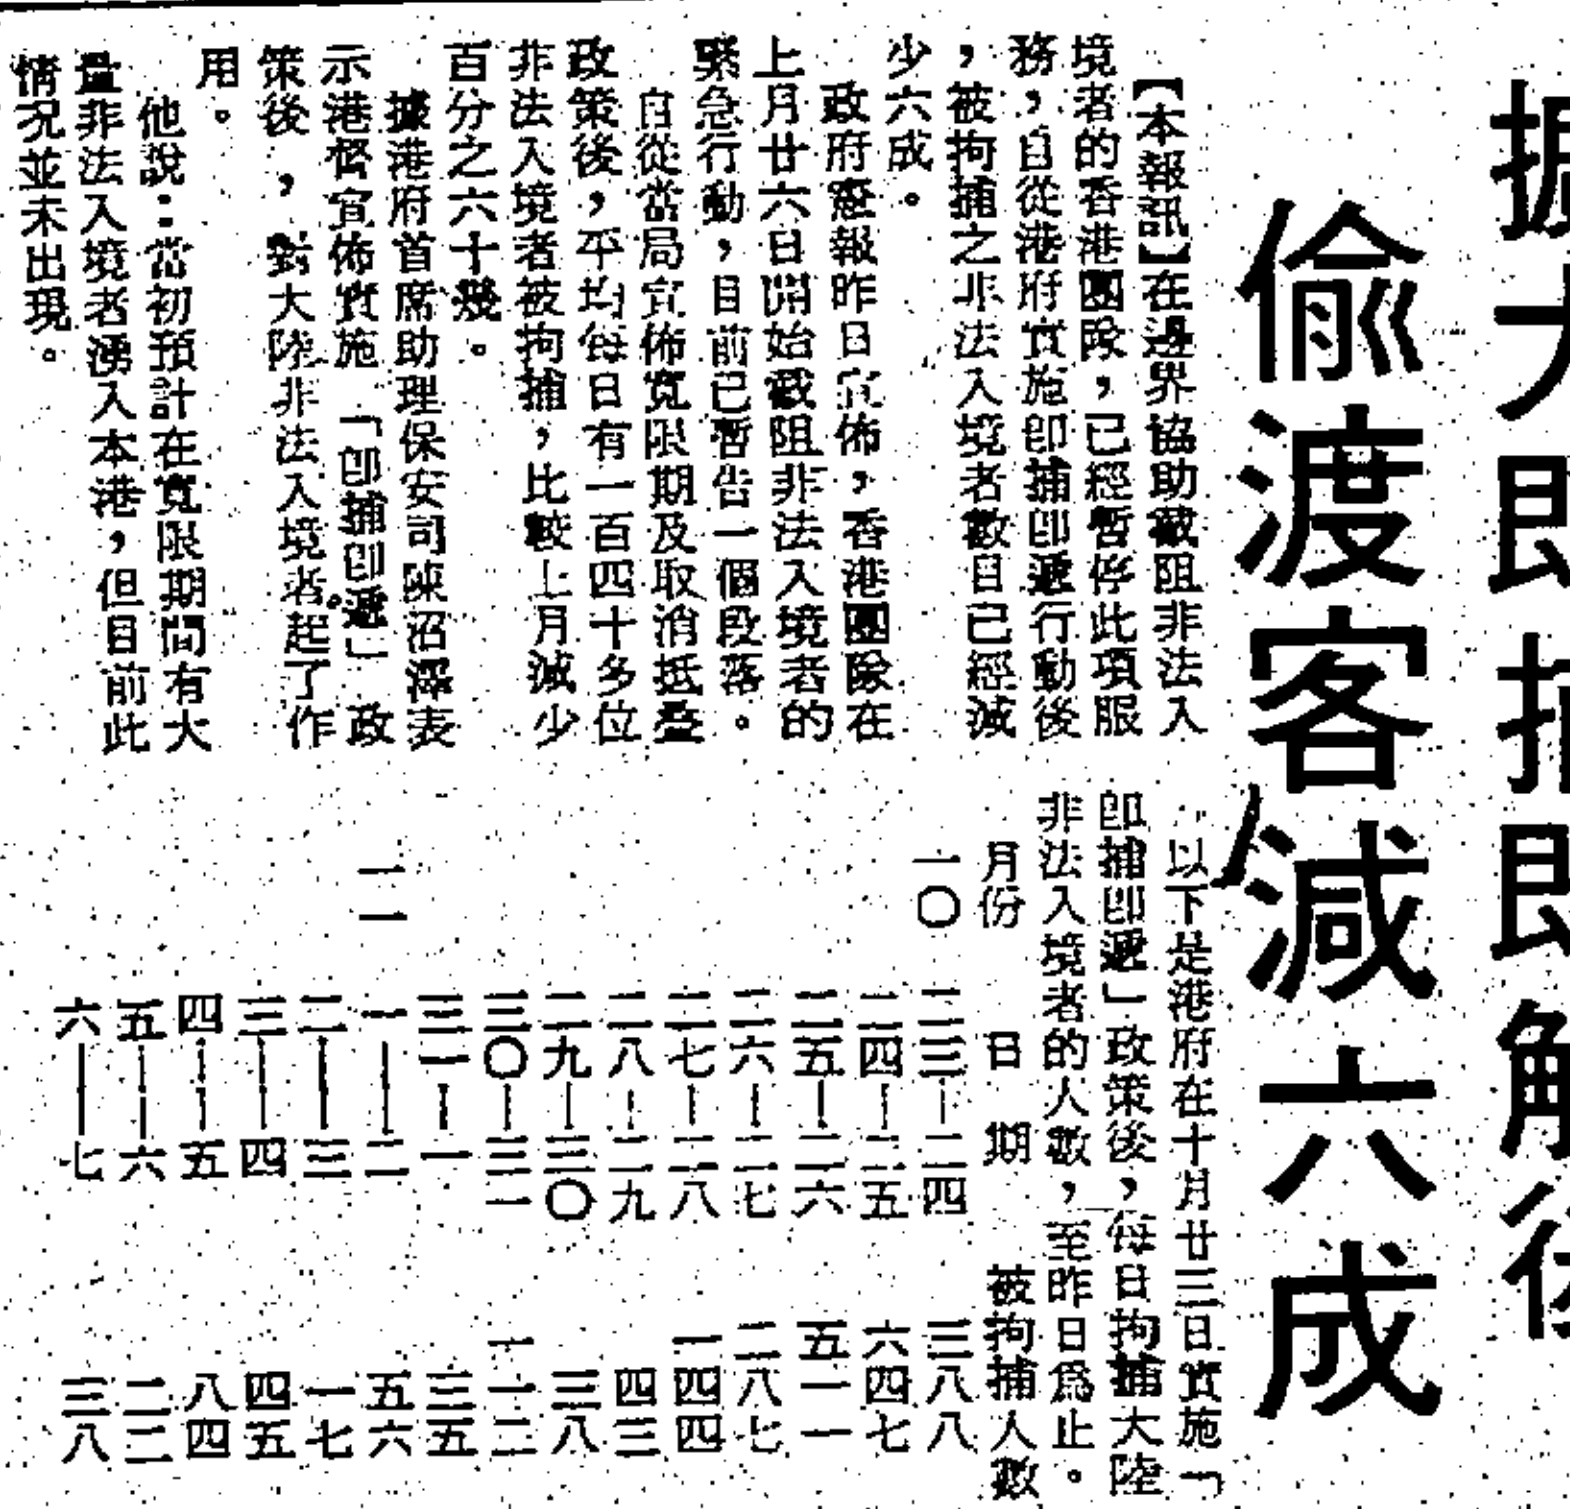 大即捕即解後
偷渡客減六成
【本報訊】在邊界協助截阻非法入
境者的香港團隊,已經暫停此項服
務,自從港府實施卽捕卽遞行動後
,被拘捕之非法入境者數目已經減
少六成。
政府憲報昨日宣佈,香港團隊在
上月廿六日開始截阻非法入境者的
緊急行動,目前已暫告一個段落。
自從當局宣佈寬限期及取消抵壘
政策後,平均每日有一百四十多位
非法入境者被拘捕,比較上月減少
百分之六十幾。
據港府首席助理保安司陳沼澤表
示港督宣佈實施「卽捕卽遞」政
策後,對大陸非法入境者起了作
用。
他說:當初預計在寬限期間有大
量非法入境者湧入本港,但目前此
情況並未出現。
以下是港府在十月廿三日實施「
卽捕卽遞」政策後,每日拘捕大陸
非法入境者的人數,至昨日爲止。
月份 日期 被拘捕人數
一〇 二三—二四 三八八
二四—二五 六四七
二五—二六 五一一
二六—二七 二八七
二七—二八 一四四
二八—二九 四三
二九—三〇 三八
三〇—三一 一一二
三一—一 三五
一一 一—二 五六
二—三 一七
三—四 四五
四—五 八四
五—六 二二
六—七 三八